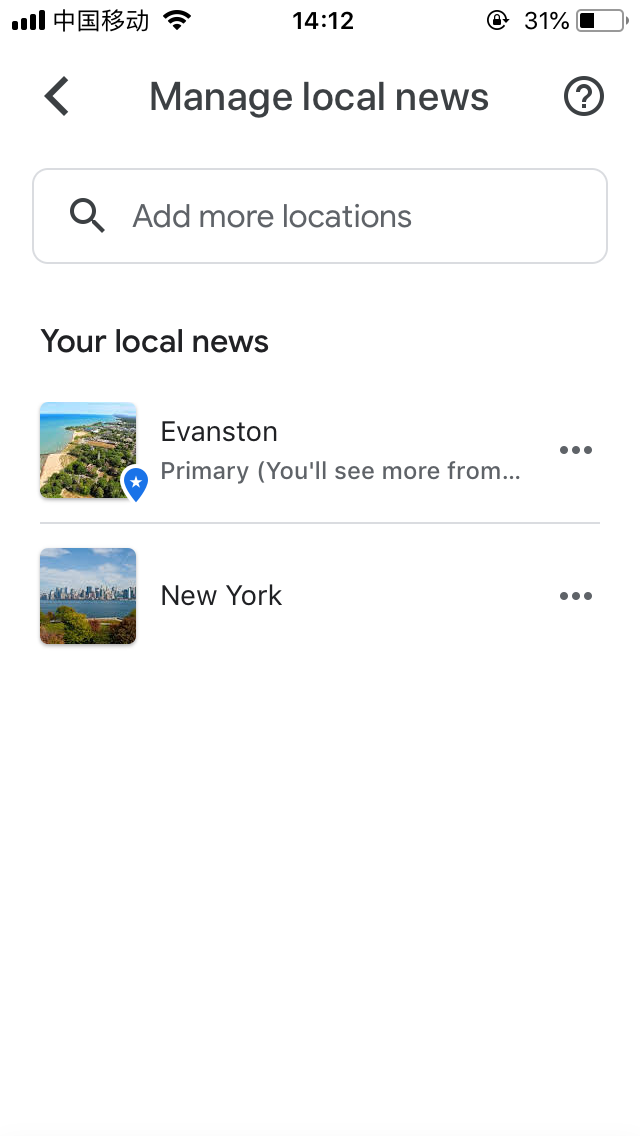 中国移动 14:12 31%
Manage local news
Add more locations
Your local news
Evanston
Primary (You'll see more from...
New York